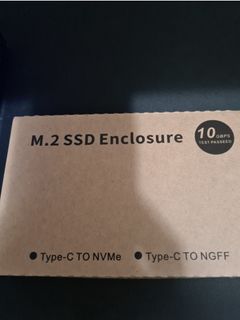 M.2 SSD Enclosure
10 GBPS
TEST PASSED
Type-C TO NVMe
Type-C TO NGFF